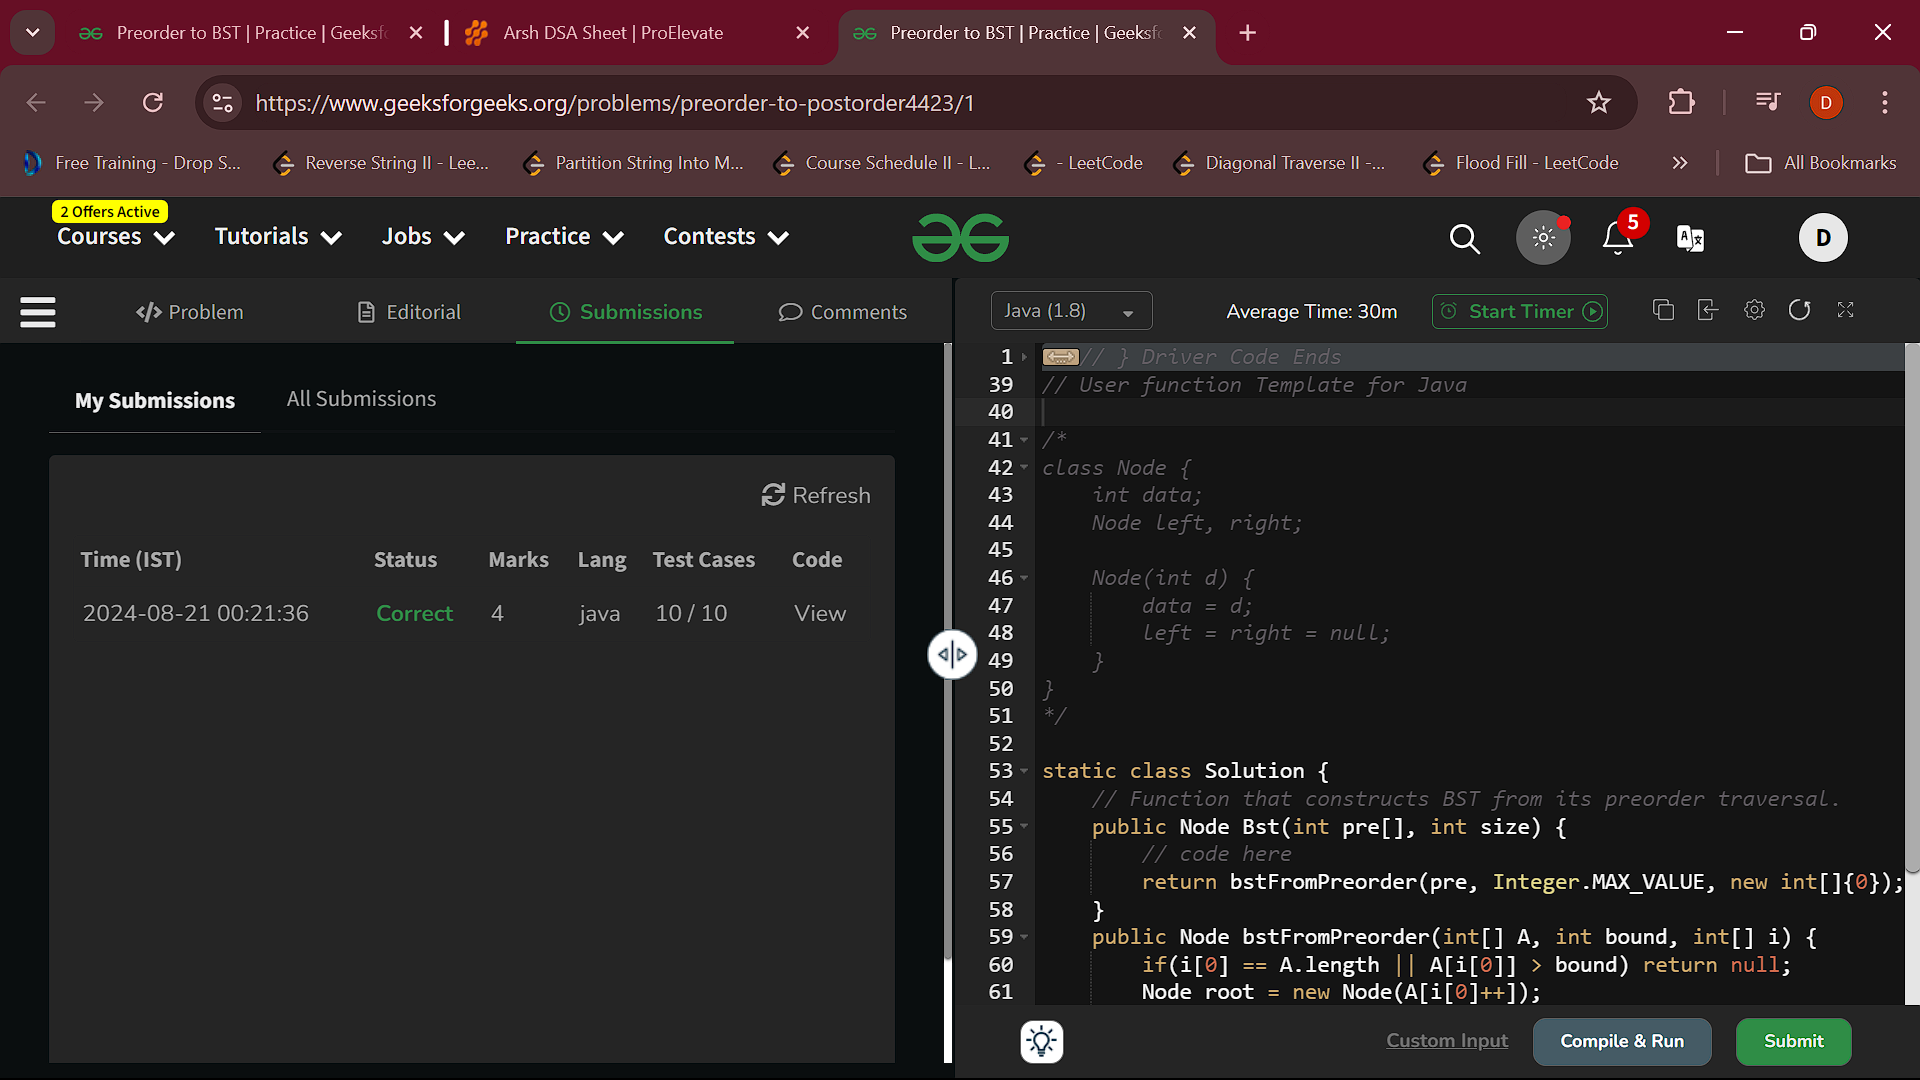 Preorder to BST | Practice | Geeksf
Arsh DSA Sheet | ProElevate
Preorder to BST | Practice | Geeksf
https://www.geeksforgeeks.org/problems/preorder-to-postorder4423/1
D
Free Training - Drop S...
Reverse String II - Lee...
Partition String Into M...
Course Schedule II - L...
- LeetCode
Diagonal Traverse II -...
Flood Fill - LeetCode
All Bookmarks
2 Offers Active
Courses
Tutorials
Jobs
Practice
Contests
5
D
Problem
Editorial
Submissions
Comments
Java (1.8)
Average Time: 30m
Start Timer
My Submissions
All Submissions
Refresh
Time (IST) Status Marks Lang Test Cases Code
2024-08-21 00:21:36 Correct 4 java 10 / 10 View
1 // } Driver Code Ends
39 // User function Template for Java
40
41 /*
42 class Node {
43 int data;
44 Node left, right;
45
46 Node(int d) {
47 data = d;
48 left = right = null;
49 }
50 }
51 */
52
53 static class Solution {
54 // Function that constructs BST from its preorder traversal.
55 public Node Bst(int pre[], int size) {
56 // code here
57 return bstFromPreorder(pre, Integer.MAX_VALUE, new int[]{0});
58 }
59 public Node bstFromPreorder(int[] A, int bound, int[] i) {
60 if(i[0] == A.length || A[i[0]] > bound) return null;
61 Node root = new Node(A[i[0]++]);
Custom Input
Compile & Run
Submit